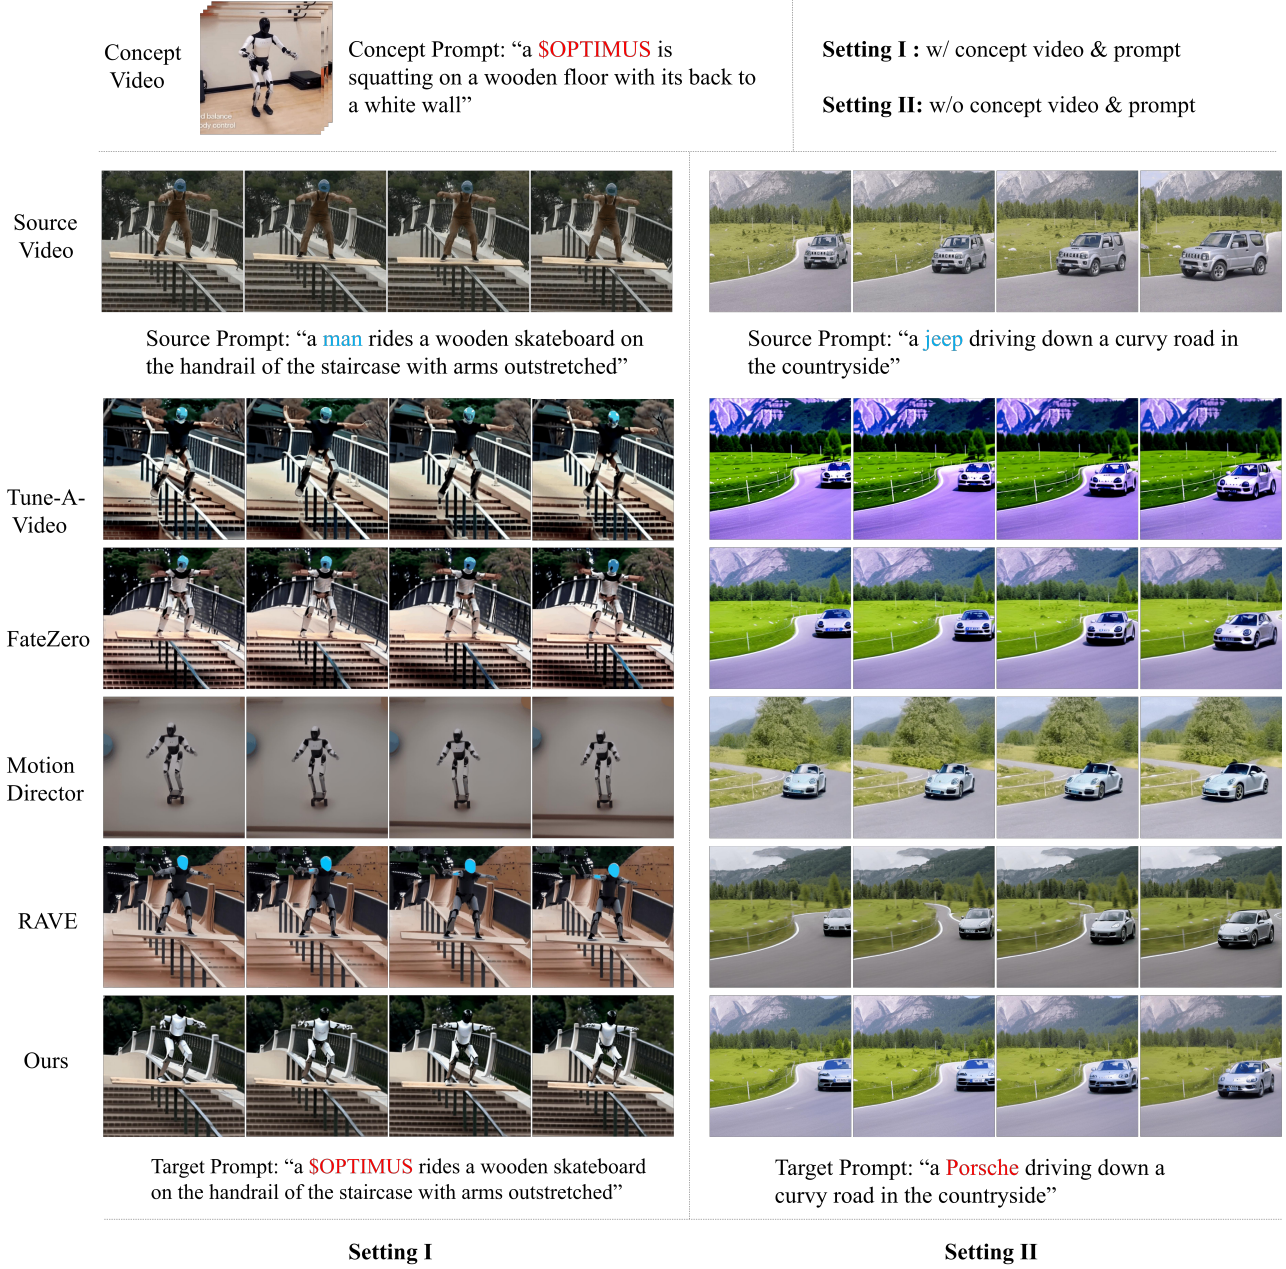 Concept
Video
d balance
ody control
Concept Prompt: “a $OPTIMUS is
squatting on a wooden floor with its back to
a white wall”
Setting I : w/ concept video & prompt
Setting II: w/o concept video & prompt
Source
Video
Source Prompt: “a man rides a wooden skateboard on
the handrail of the staircase with arms outstretched”
Source Prompt: “a jeep driving down a curvy road in
the countryside”
Tune-A-
Video
FateZero
Motion
Director
RAVE
Ours
Target Prompt: “a $OPTIMUS rides a wooden skateboard
on the handrail of the staircase with arms outstretched”
Target Prompt: “a Porsche driving down a
curvy road in the countryside”
Setting I
Setting II